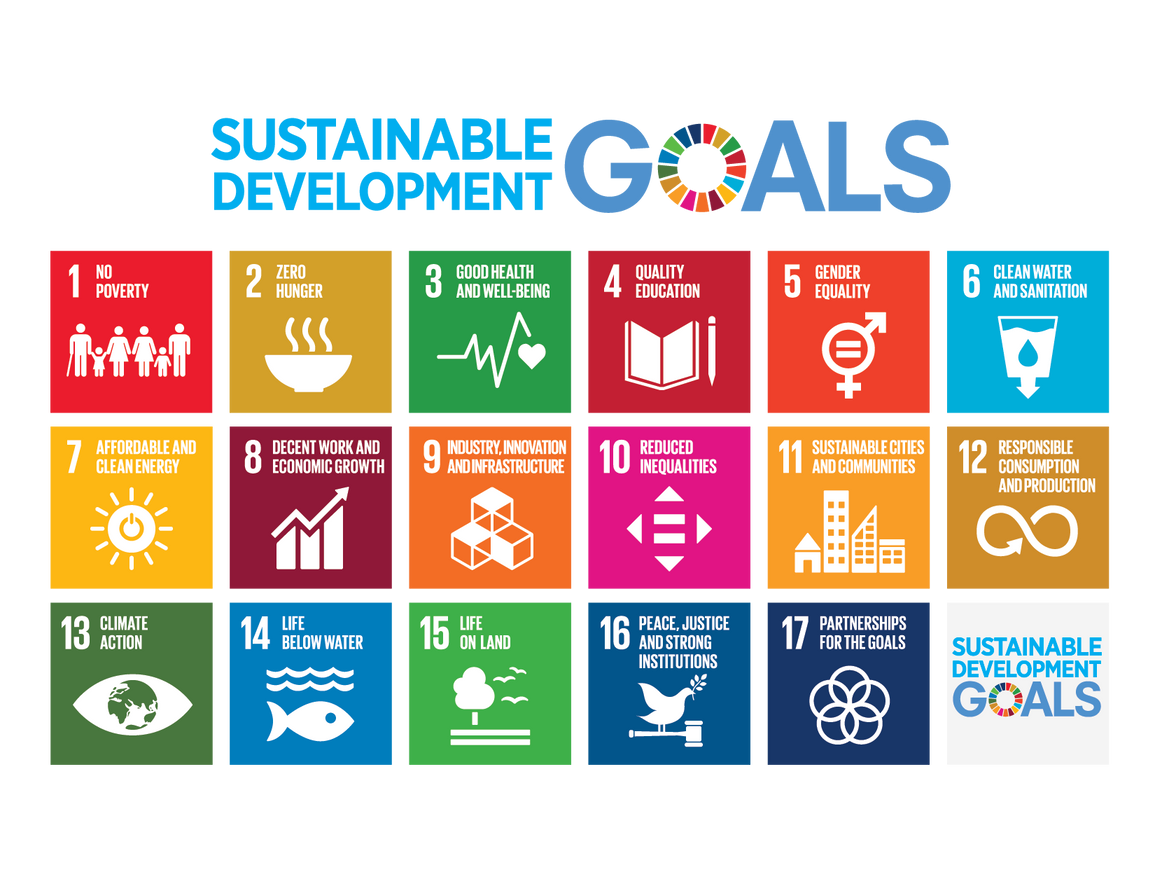 SUSTAINABLE
DEVELOPMENT
GOALS
1 NO
POVERTY
2 ZERO
HUNGER
3 GOOD HEALTH
AND WELL-BEING
4 QUALITY
EDUCATION
5 GENDER
EQUALITY
6 CLEAN WATER
AND SANITATION
7 AFFORDABLE AND
CLEAN ENERGY
8 DECENT WORK AND
ECONOMIC GROWTH
9 INDUSTRY, INNOVATION
AND INFRASTRUCTURE
10 REDUCED
INEQUALITIES
11 SUSTAINABLE CITIES
AND COMMUNITIES
12 RESPONSIBLE
CONSUMPTION
AND PRODUCTION
13 CLIMATE
ACTION
14 LIFE
BELOW WATER
15 LIFE
ON LAND
16 PEACE, JUSTICE
AND STRONG
INSTITUTIONS
17 PARTNERSHIPS
FOR THE GOALS
SUSTAINABLE
DEVELOPMENT
GOALS